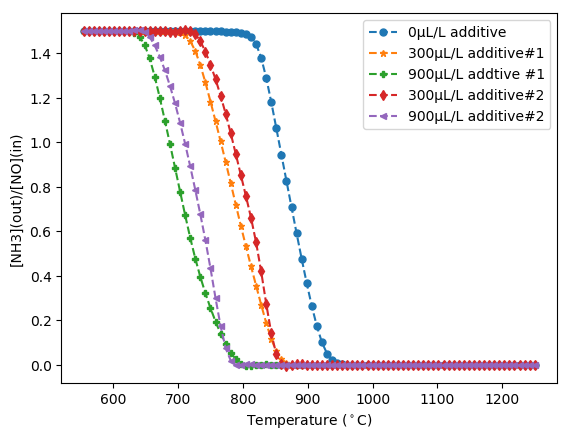 0μL/L additive
300μL/L additive#1
900μL/L addtive #1
300μL/L additive#2
900μL/L additive#2
[NH3](out)/[NO](in)
1.4
1.2
1.0
0.8
0.6
0.4
0.2
0.0
600 700 800 900 1000 1100 1200
Temperature (°C)